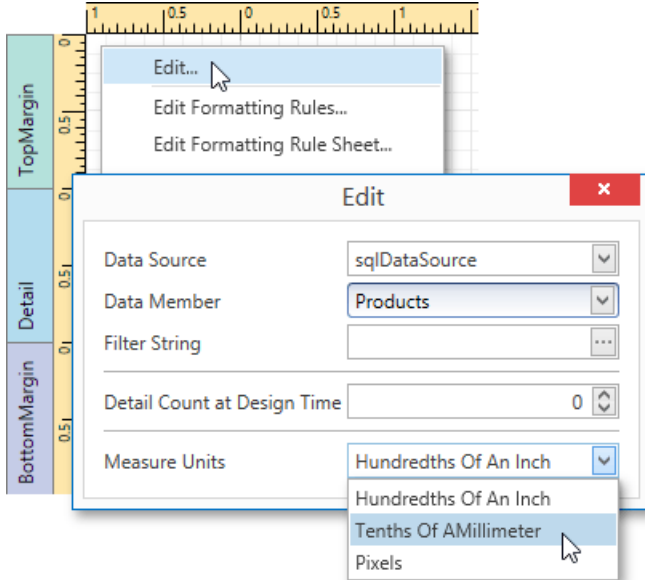 1 0.5 0 0.5 1
0
TopMargin
0.5
Edit...
Edit Formatting Rules...
Edit Formatting Rule Sheet...
0
Detail
0.5
0
BottomMargin
0.5
Edit
×
Data Source sqlDataSource
Data Member Products
Filter String ...
Detail Count at Design Time 0
Measure Units Hundredths Of An Inch
Hundredths Of An Inch
Tenths Of AMillimeter
Pixels